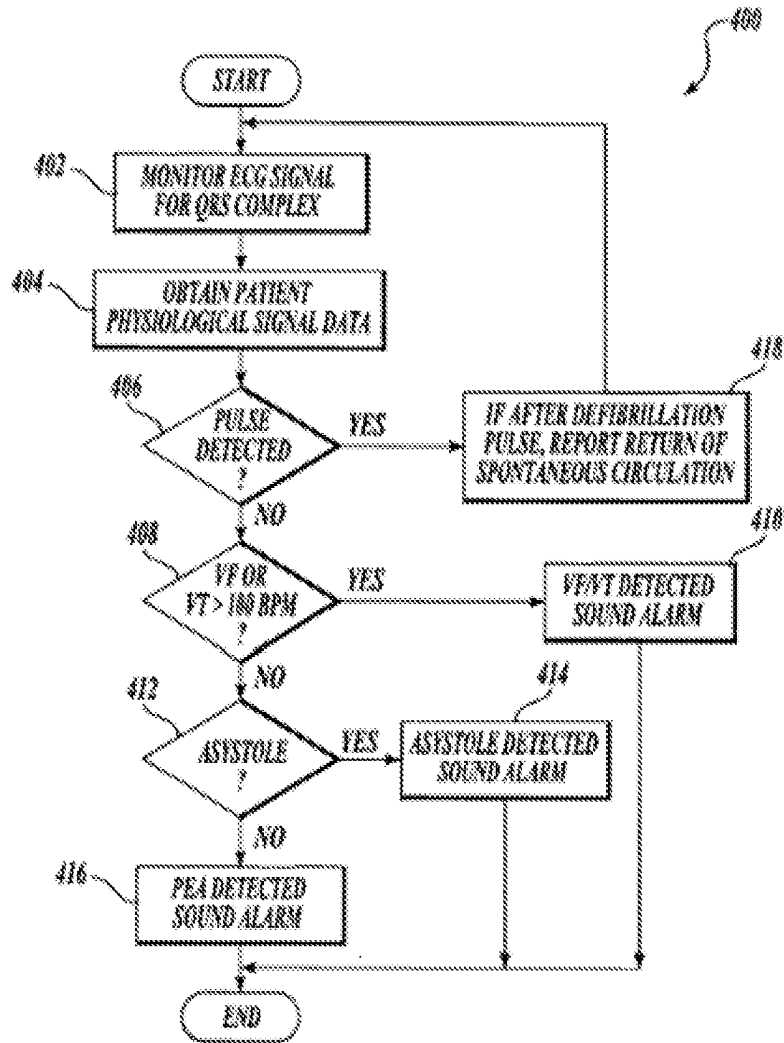 400
START
402
MONITOR ECG SIGNAL
FOR QRS COMPLEX
404
OBTAIN PATIENT
PHYSIOLOGICAL SIGNAL DATA
406
PULSE
DETECTED
?
YES
418
IF AFTER DEFIBRILLATION
PULSE, REPORT RETURN OF
SPONTANEOUS CIRCULATION
NO
408
VF OR
VT > 180 BPM
?
YES
410
VF/VT DETECTED
SOUND ALARM
NO
412
ASYSTOLE
?
YES
414
ASYSTOLE DETECTED
SOUND ALARM
NO
416
PEA DETECTED
SOUND ALARM
END